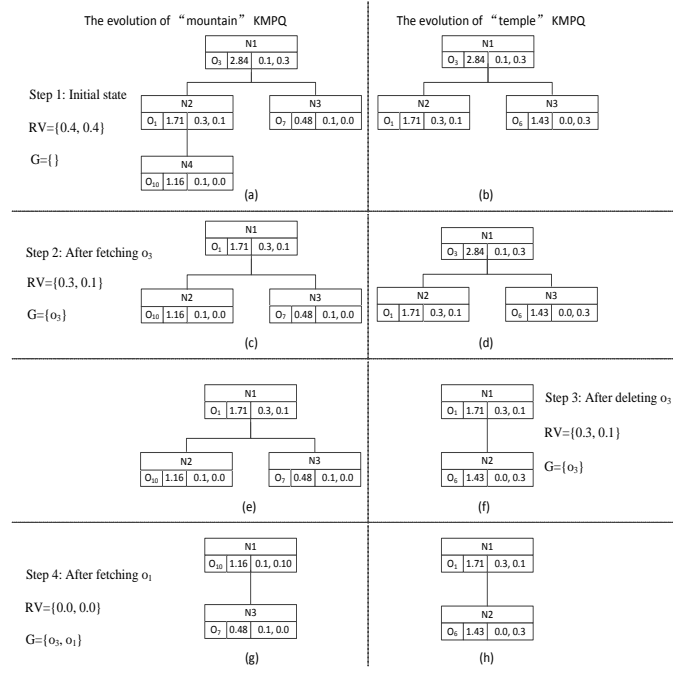 The evolution of “mountain” KMPQ
The evolution of “temple” KMPQ
Step 1: Initial state
RV={0.4, 0.4}
G={}
N1
O3 2.84 0.1, 0.3
N2
O1 1.71 0.3, 0.1
N3
O7 0.48 0.1, 0.0
N4
O10 1.16 0.1, 0.0
(a)
N1
O3 2.84 0.1, 0.3
N2
O1 1.71 0.3, 0.1
N3
O6 1.43 0.0, 0.3
(b)
Step 2: After fetching o3
RV={0.3, 0.1}
G={o3}
N1
O1 1.71 0.3, 0.1
N2
O10 1.16 0.1, 0.0
N3
O7 0.48 0.1, 0.0
(c)
N1
O3 2.84 0.1, 0.3
N2
O1 1.71 0.3, 0.1
N3
O6 1.43 0.0, 0.3
(d)
N1
O1 1.71 0.3, 0.1
N2
O10 1.16 0.1, 0.0
N3
O7 0.48 0.1, 0.0
(e)
N1
O1 1.71 0.3, 0.1
N2
O6 1.43 0.0, 0.3
(f)
Step 3: After deleting o3
RV={0.3, 0.1}
G={o3}
Step 4: After fetching o1
RV={0.0, 0.0}
G={o3, o1}
N1
O10 1.16 0.1, 0.10
N3
O7 0.48 0.1, 0.0
(g)
N1
O1 1.71 0.3, 0.1
N2
O6 1.43 0.0, 0.3
(h)